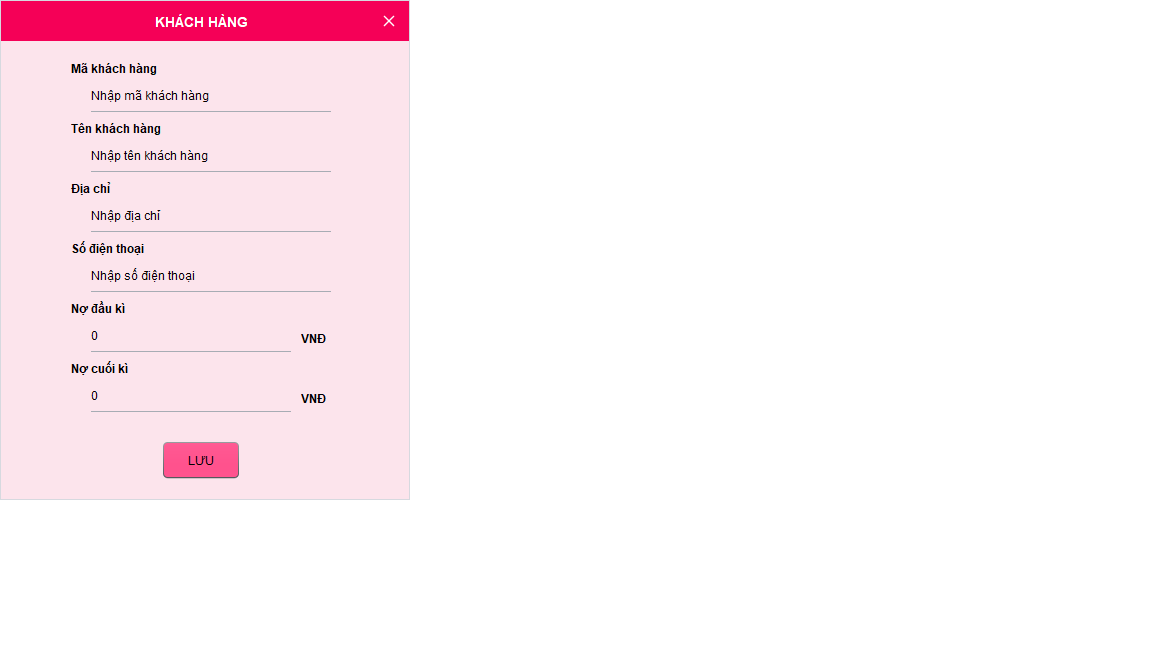 KHÁCH HÀNG
Mã khách hàng
Nhập mã khách hàng
Tên khách hàng
Nhập tên khách hàng
Địa chỉ
Nhập địa chỉ
Số điện thoại
Nhập số điện thoại
Nợ đầu kì
0 VNĐ
Nợ cuối kì
0 VNĐ
LƯU